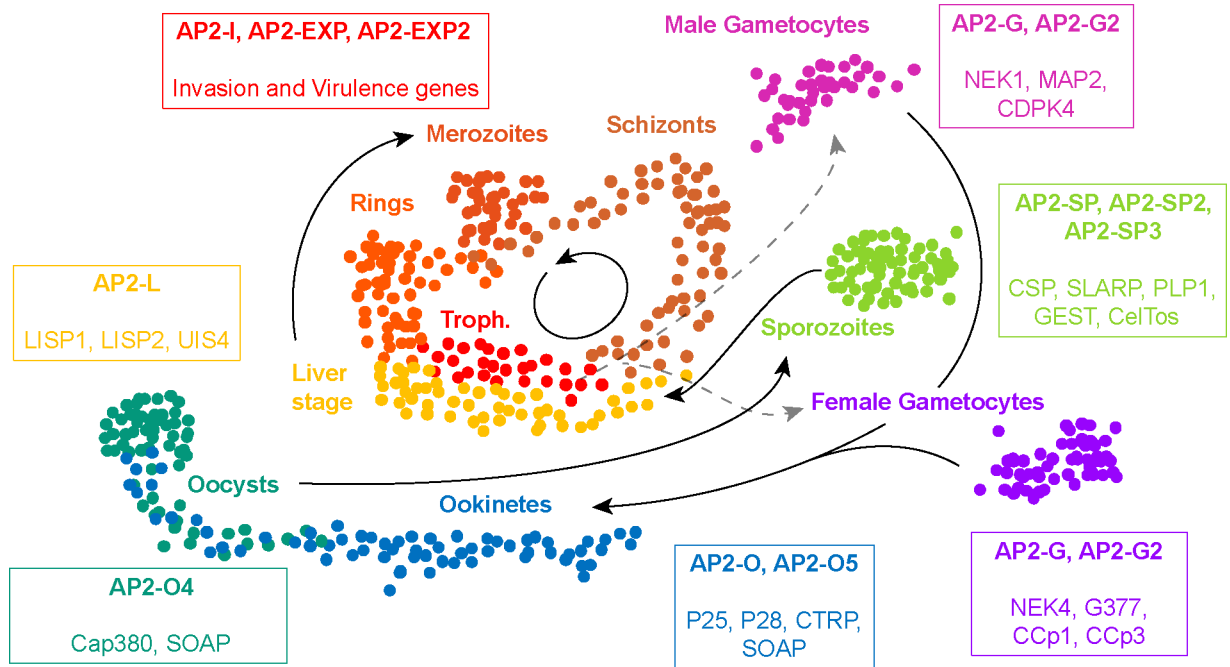 AP2-I, AP2-EXP, AP2-EXP2
Invasion and Virulence genes
Male Gametocytes
AP2-G, AP2-G2
NEK1, MAP2,
CDPK4
Merozoites
Schizonts
Rings
AP2-SP, AP2-SP2,
AP2-SP3
CSP, SLARP, PLP1,
GEST, CelTos
AP2-L
LISP1, LISP2, UIS4
Troph.
Sporozoites
Liver
stage
Female Gametocytes
Oocysts
Ookinetes
AP2-O4
Cap380, SOAP
AP2-O, AP2-O5
P25, P28, CTRP,
SOAP
AP2-G, AP2-G2
NEK4, G377,
CCp1, CCp3